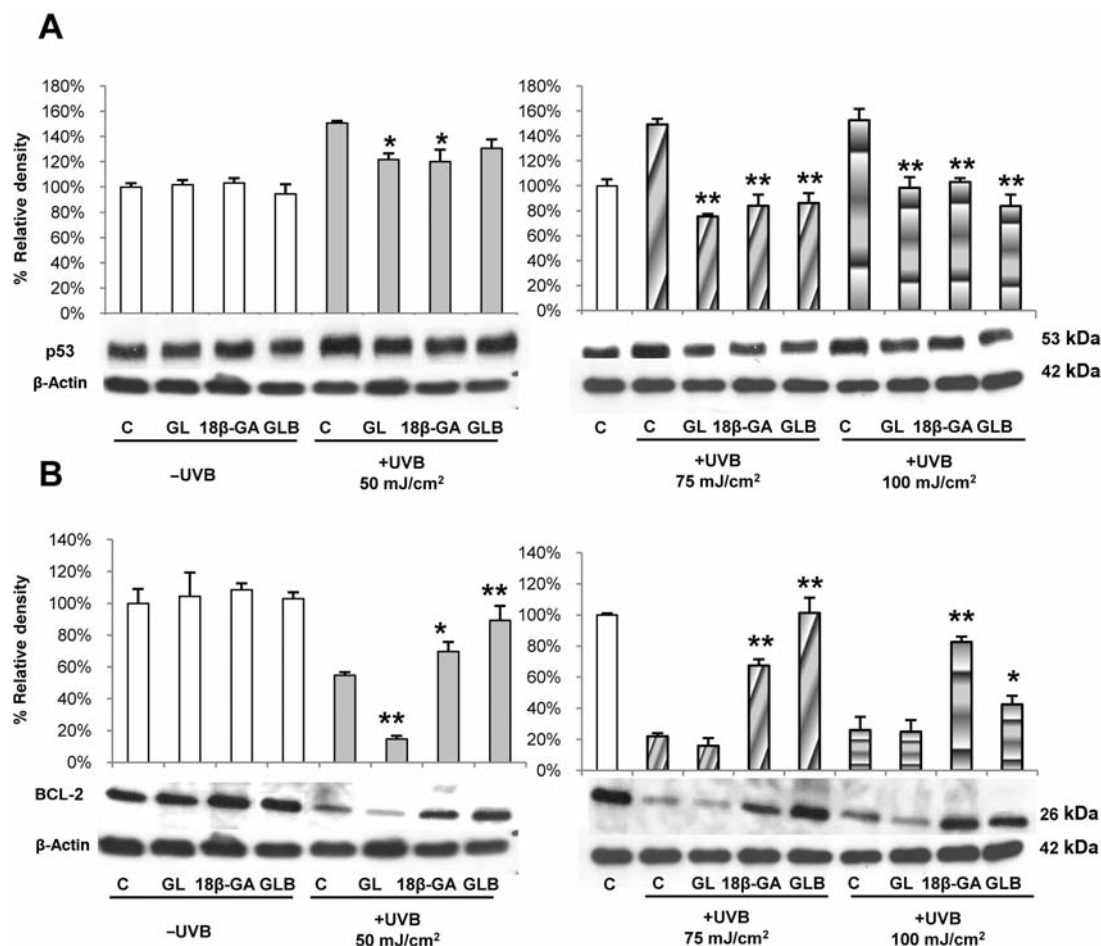 A
% Relative density
180%
160%
140%
120%
100%
80%
60%
40%
20%
0%
* *
180%
160%
140%
120%
100%
80%
60%
40%
20%
0%
** ** ** ** ** **
p53
β-Actin
53 kDa
42 kDa
C GL 18β-GA GLB C GL 18β-GA GLB
–UVB
+UVB
50 mJ/cm²
C C GL 18β-GA GLB C GL 18β-GA GLB
+UVB
75 mJ/cm²
+UVB
100 mJ/cm²
B
% Relative density
140%
120%
100%
80%
60%
40%
20%
0%
** * **
140%
120%
100%
80%
60%
40%
20%
0%
** ** ** *
BCL-2
β-Actin
26 kDa
42 kDa
C GL 18β-GA GLB C GL 18β-GA GLB
–UVB
+UVB
50 mJ/cm²
C C GL 18β-GA GLB C GL 18β-GA GLB
+UVB
75 mJ/cm²
+UVB
100 mJ/cm²